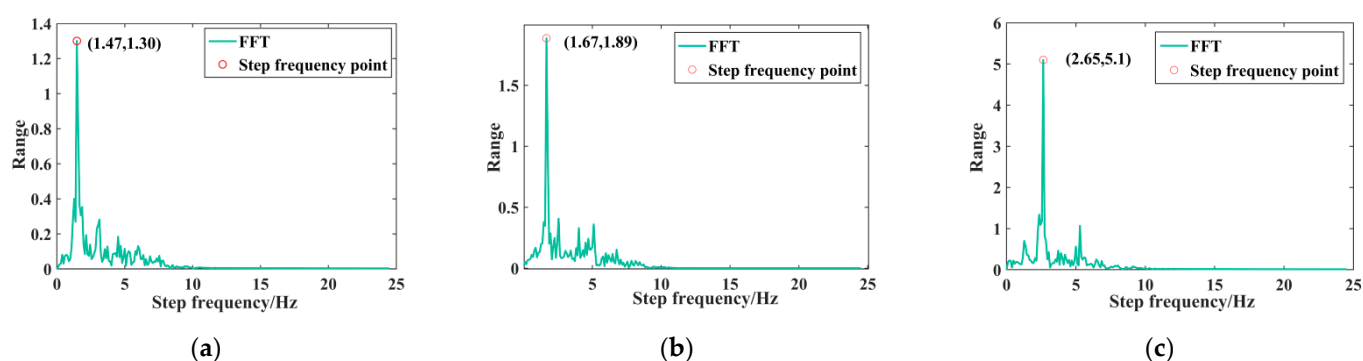 1.4
1.2
1
0.8
0.6
0.4
0.2
0
Range
(1.47,1.30)
FFT
Step frequency point
0 5 10 15 20 25
Step frequency/Hz
(a)
1.5
1
0.5
0
Range
(1.67,1.89)
FFT
Step frequency point
5 10 15 20 25
Step frequency/Hz
(b)
6
5
4
3
2
1
0
Range
(2.65,5.1)
FFT
Step frequency point
0 5 10 15 20 25
Step frequency/Hz
(c)